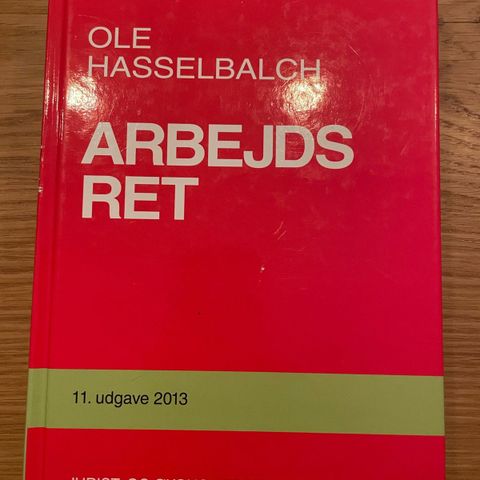 OLE
HASSELBALCH
ARBEJDS
RET
11. udgave 2013